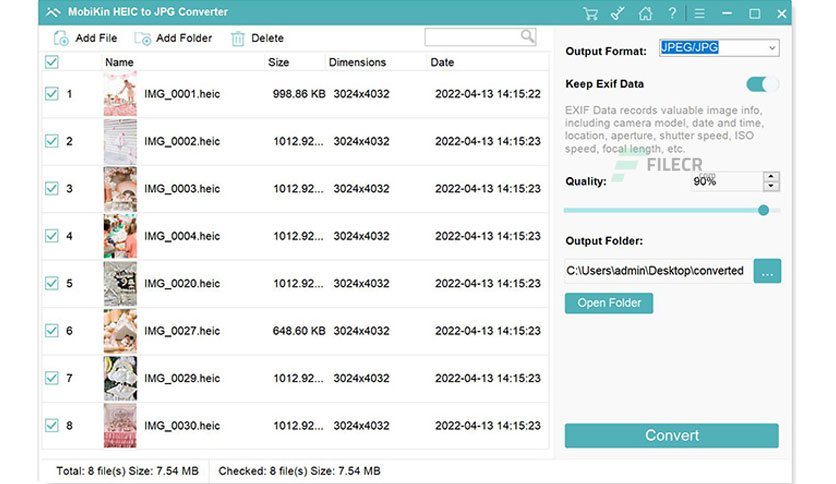 MobiKin HEIC to JPG Converter
Add File Add Folder Delete
Name Size Dimensions Date
1 IMG_0001.heic 998.86 KB 3024x4032 2022-04-13 14:15:22
2 IMG_0002.heic 1012.92... 3024x4032 2022-04-13 14:15:23
3 IMG_0003.heic 1012.92... 3024x4032 2022-04-13 14:15:23
4 IMG_0004.heic 1012.92... 3024x4032 2022-04-13 14:15:23
5 IMG_0020.heic 1012.92... 3024x4032 2022-04-13 14:15:23
6 IMG_0027.heic 648.60 KB 3024x4032 2022-04-13 14:15:23
7 IMG_0029.heic 1012.92... 3024x4032 2022-04-13 14:15:23
8 IMG_0030.heic 1012.92... 3024x4032 2022-04-13 14:15:23
Total: 8 file(s) Size: 7.54 MB Checked: 8 file(s) Size: 7.54 MB
Output Format: JPEG/JPG
Keep Exif Data
EXIF Data records valuable image info,
including camera model, date and time,
location, aperture, shutter speed, ISO
speed, focal length, etc.
FILECR
.com
Quality: 90%
Output Folder:
C:\Users\admin\Desktop\converted ...
Open Folder
Convert